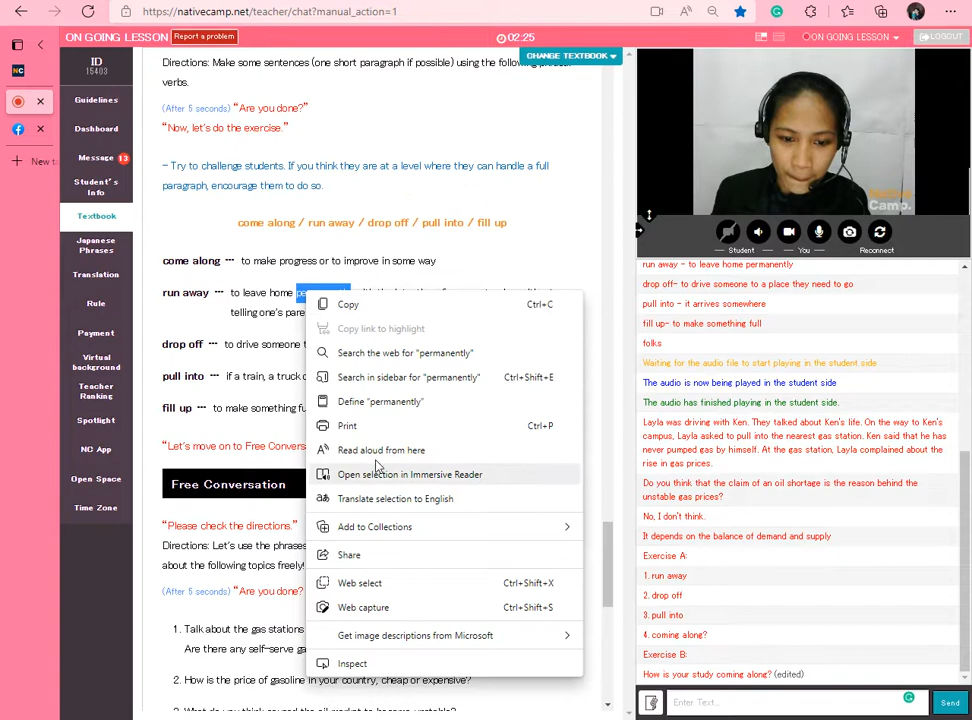 https://nativecamp.net/teacher/chat?manual_action=1
ON GOING LESSON
Report a problem
02:25
ON GOING LESSON
LOGOUT
CHANGE TEXTBOOK
ID
15403
Guidelines
Dashboard
Message 13
Student's
Info
Textbook
Japanese
Phrases
Translation
Rule
Payment
Virtual
background
Teacher
Ranking
Spotlight
NC App
Open Space
Time Zone
NC
New
Directions: Make some sentences (one short paragraph if possible) using the following phrasal
verbs.
(After 5 seconds) "Are you done?"
"Now, let's do the exercise."
- Try to challenge students. If you think they are at a level where they can handle a full
paragraph, encourage them to do so.
come along / run away / drop off / pull into / fill up
come along ··· to make progress or to improve in some way
run away ··· to leave home
telling one's
drop off ··· to drive someone
pull into ··· if a train, a truck
fill up ··· to make something
"Let's move on to Free
Free Conversation
"Please check the directions."
Directions: Let's use the phrases
about the following topics freely!
(After 5 seconds) "Are you done?
1. Talk about the gas stations
Are there any self-serve
2. How is the price of gasoline in your country, cheap or expensive?
Copy Ctrl+C
Copy link to highlight
Search the web for "permanently"
Search in sidebar for "permanently" Ctrl+Shift+E
Define "permanently"
Print Ctrl+P
Read aloud from here
Open selection in Immersive Reader
Translate selection to English
Add to Collections
Share
Web select Ctrl+Shift+X
Web capture Ctrl+Shift+S
Get image descriptions from Microsoft
Inspect
Camp.
Student
You
Reconnect
run away - to leave home permanently
drop off- to drive someone to a place they need to go
pull into - it arrives somewhere
fill up- to make something full
folks
Waiting for the audio file to start playing in the student side
The audio is now being played in the student side
The audio has finished playing in the student side.
Layla was driving with Ken. They talked about Ken's life. On the way to Ken's
campus, Layla asked to pull into the nearest gas station. Ken said that he has
never pumped gas by himself. At the gas station, Layla complained about the
rise in gas prices.
Do you think that the claim of an oil shortage is the reason behind the
unstable gas prices?
No, I don't think.
It depends on the balance of demand and supply
Exercise A:
1. run away
2. drop off
3. pull into
4. coming along?
Exercise B:
How is your study coming along? (edited)
Enter Text...
Send